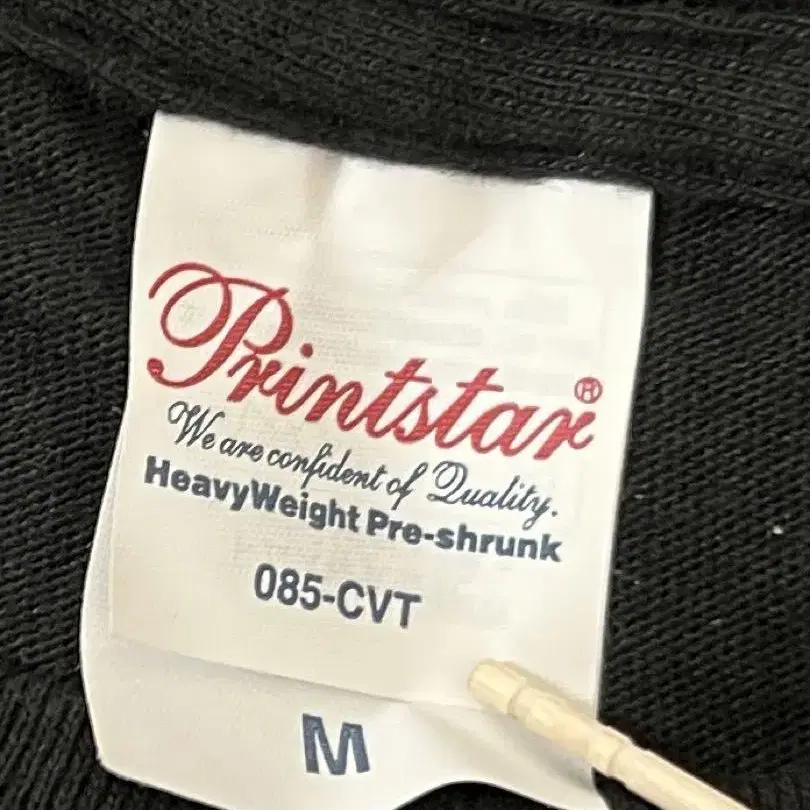 Printstar®
We are confident of Quality.
HeavyWeight Pre-shrunk
085-CVT
M